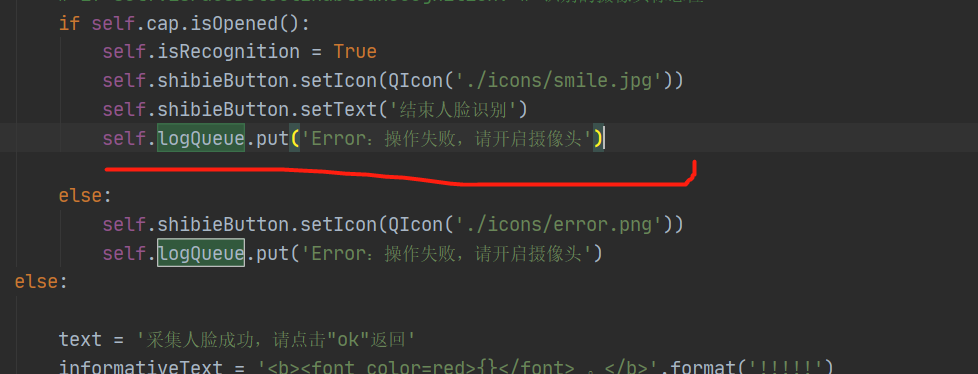 if self.cap.isOpened():
self.isRecognition = True
self.shibieButton.setIcon(QIcon('./icons/smile.jpg'))
self.shibieButton.setText('结束人脸识别')
self.logQueue.put('Error：操作失败，请开启摄像头')
else:
self.shibieButton.setIcon(QIcon('./icons/error.png'))
self.logQueue.put('Error：操作失败，请开启摄像头')
else:
text = '采集人脸成功，请点击"ok"返回'
informativeText = '<b><font color=red>{}</font> 。</b>'.format('!!!!!')